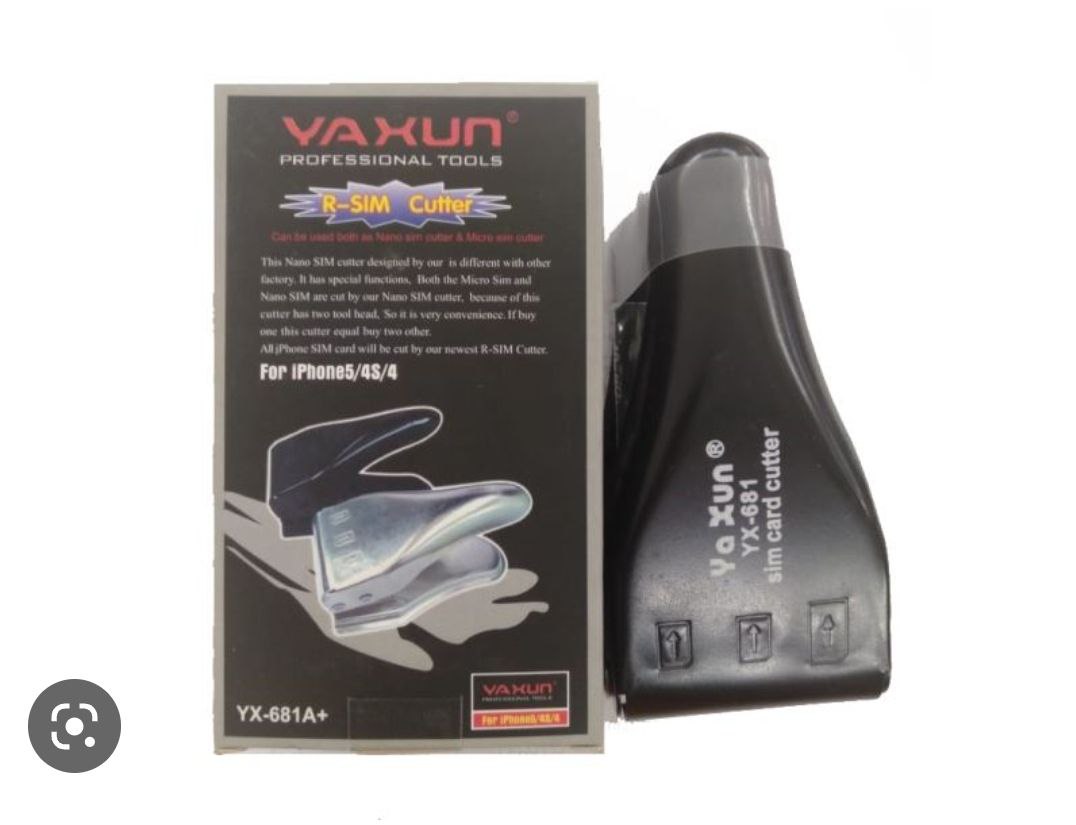 YAXUN®
PROFESSIONAL TOOLS
R-SIM Cutter
Can be used both as Nano sim cutter & Micro sim cutter
This Nano SIM cutter designed by our is different with other
factory. It has special functions, Both the Micro Sim and
Nano SIM are cut by our Nano SIM cutter, because of this
cutter has two tool head, So it is very convenience. If buy
one this cutter equal buy two other.
All iPhone SIM card will be cut by our newest R-SIM Cutter.
For iPhone5/4S/4
YX-681A+
YAXUN
PROFESSIONAL TOOLS
For iPhone5/4S/4
Ya Xun®
YX-681
sim card cutter